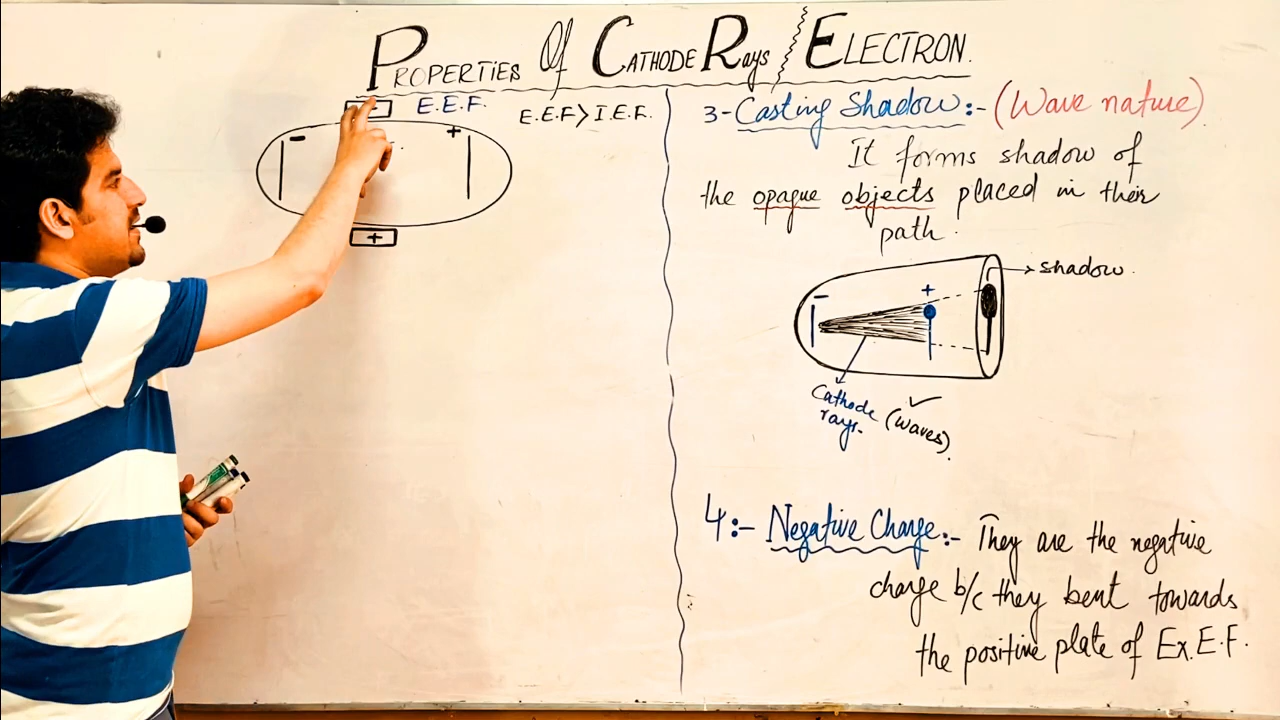 PROPERTIES Of CATHODE Rays / ELECTRON.
E.E.F.
E.E.F > I.E.F.
- +
+
3- Casting Shadow:- (Wave nature)
It forms shadow of
the opaque objects placed in their
path.
shadow.
- +
Cathode
rays. (waves).
4:- Negative Charge:- They are the negative
charge b/c they bent towards
the positive plate of Ex.E.F.